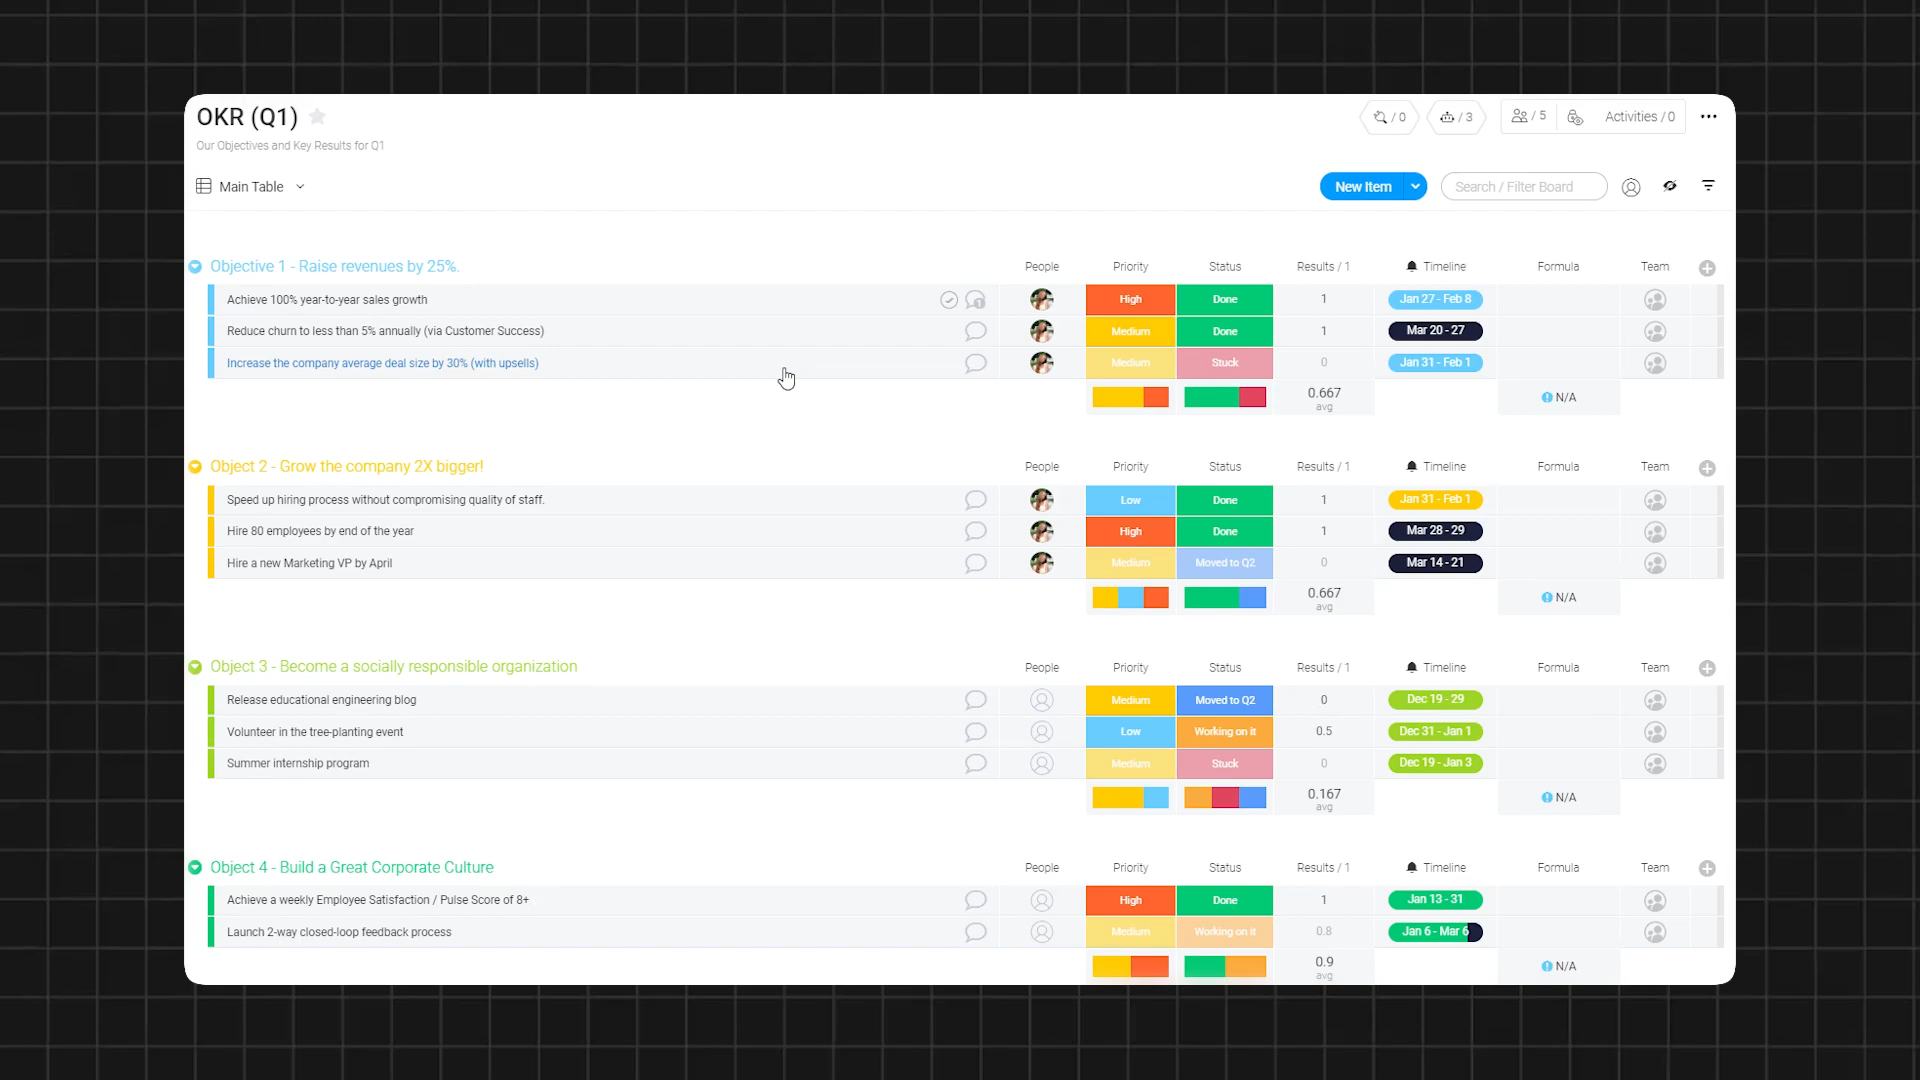 OKR (Q1)
/ 0
/ 3
/ 5
Activities / 0
Our Objectives and Key Results for Q1
Main Table
New Item
Search / Filter Board
Objective 1 - Raise revenues by 25%.
People Priority Status Results / 1 Timeline Formula Team
Achieve 100% year-to-year sales growth 1 High Done 1 Jan 27 - Feb 8
Reduce churn to less than 5% annually (via Customer Success) Medium Done 1 Mar 20 - 27
Increase the company average deal size by 30% (with upsells) Medium Stuck 0 Jan 31 - Feb 1
0.667 N/A
avg
Object 2 - Grow the company 2X bigger!
People Priority Status Results / 1 Timeline Formula Team
Speed up hiring process without compromising quality of staff. Low Done 1 Jan 31 - Feb 1
Hire 80 employees by end of the year High Done 1 Mar 28 - 29
Hire a new Marketing VP by April Medium Moved to Q2 0 Mar 14 - 21
0.667 N/A
avg
Object 3 - Become a socially responsible organization
People Priority Status Results / 1 Timeline Formula Team
Release educational engineering blog Medium Moved to Q2 0 Dec 19 - 29
Volunteer in the tree-planting event Low Working on it 0.5 Dec 31 - Jan 1
Summer internship program Medium Stuck 0 Dec 19 - Jan 3
0.167 N/A
avg
Object 4 - Build a Great Corporate Culture
People Priority Status Results / 1 Timeline Formula Team
Achieve a weekly Employee Satisfaction / Pulse Score of 8+ High Done 1 Jan 13 - 31
Launch 2-way closed-loop feedback process Medium Working on it 0.8 Jan 6 - Mar 6
0.9 N/A
avg